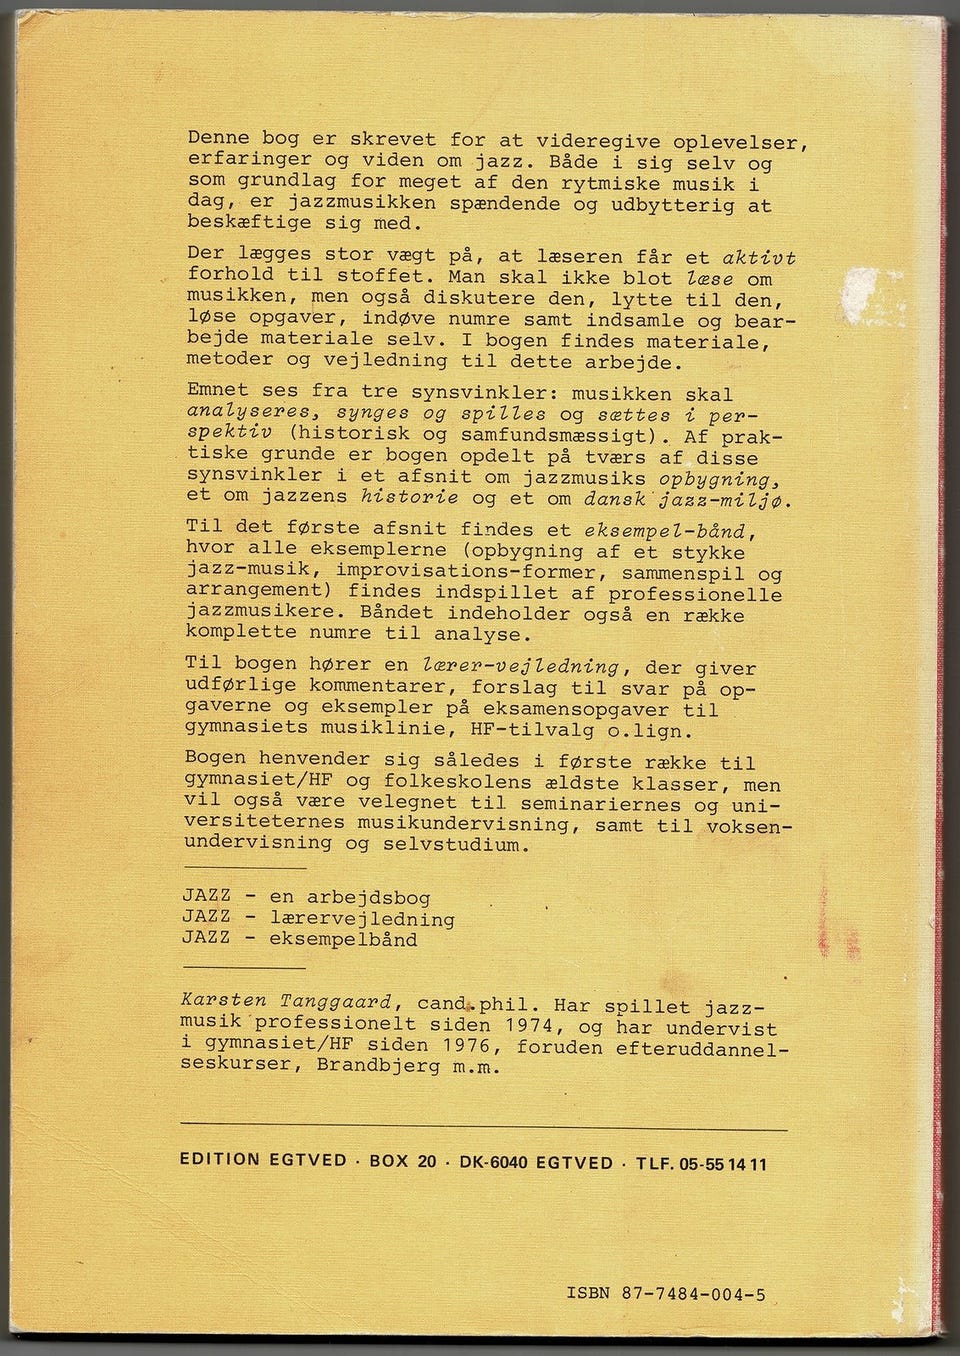 Denne bog er skrevet for at videregive oplevelser,
erfaringer og viden om jazz. Både i sig selv og
som grundlag for meget af den rytmiske musik i
dag, er jazzmusikken spændende og udbytterig at
beskæftige sig med.
Der lægges stor vægt på, at læseren får et aktivt
forhold til stoffet. Man skal ikke blot læse om
musikken, men også diskutere den, lytte til den,
løse opgaver, indøve numre samt indsamle og bear-
bejde materiale selv. I bogen findes materiale,
metoder og vejledning til dette arbejde.
Emnet ses fra tre synsvinkler: musikken skal
analyseres, synges og spilles og sættes i per-
spektiv (historisk og samfundsmæssigt). Af prak-
tiske grunde er bogen opdelt på tværs af disse
synsvinkler i et afsnit om jazzmusiks opbygning,
et om jazzens historie og et om dansk jazz-miljø.
Til det første afsnit findes et eksempel-bånd,
hvor alle eksemplerne (opbygning af et stykke
jazz-musik, improvisations-former, sammenspil og
arrangement) findes indspillet af professionelle
jazzmusikere. Båndet indeholder også en række
komplette numre til analyse.
Til bogen hører en lærer-vejledning, der giver
udførlige kommentarer, forslag til svar på op-
gaverne og eksempler på eksamensopgaver til
gymnasiets musiklinie, HF-tilvalg o.lign.
Bogen henvender sig således i første række til
gymnasiet/HF og folkeskolens ældste klasser, men
vil også være velegnet til seminariernes og uni-
versiteternes musikundervisning, samt til voksen-
undervisning og selvstudium.
JAZZ - en arbejdsbog
JAZZ - lærervejledning
JAZZ - eksempelbånd
Karsten Tanggaard, cand.phil. Har spillet jazz-
musik professionelt siden 1974, og har undervist
i gymnasiet/HF siden 1976, foruden efteruddannel-
seskurser, Brandbjerg m.m.
EDITION EGTVED · BOX 20 · DK-6040 EGTVED · TLF. 05-55 14 11
ISBN 87-7484-004-5